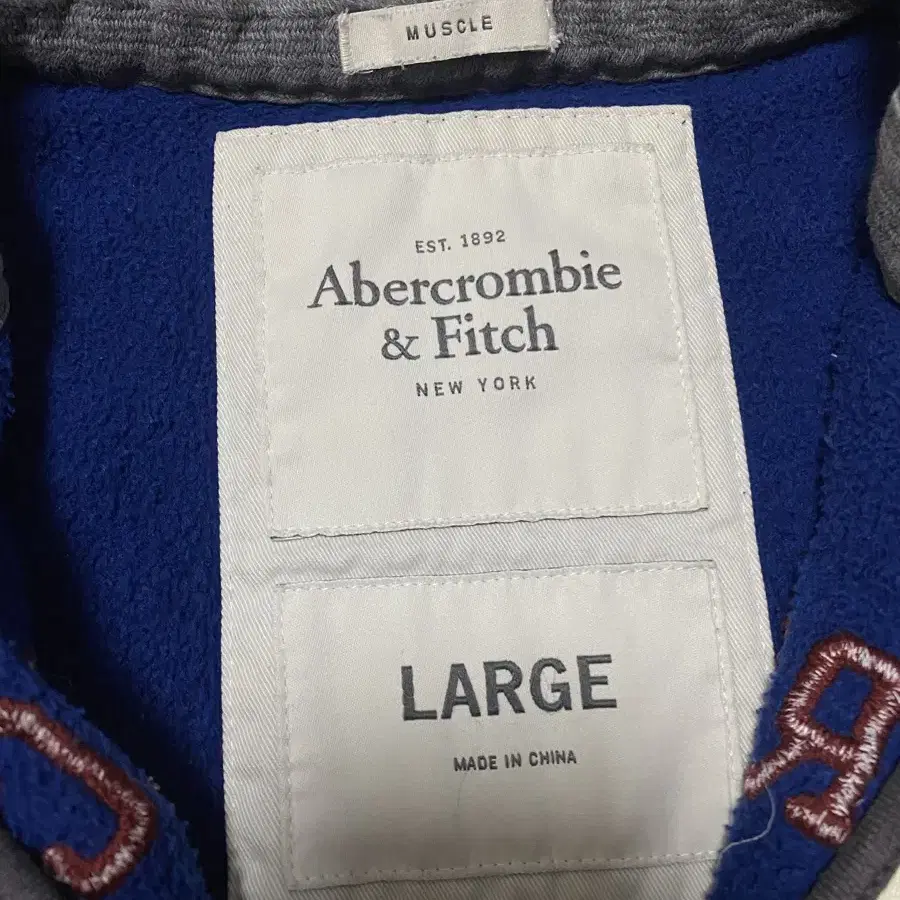 MUSCLE
EST. 1892
Abercrombie
& Fitch
NEW YORK
LARGE
MADE IN CHINA